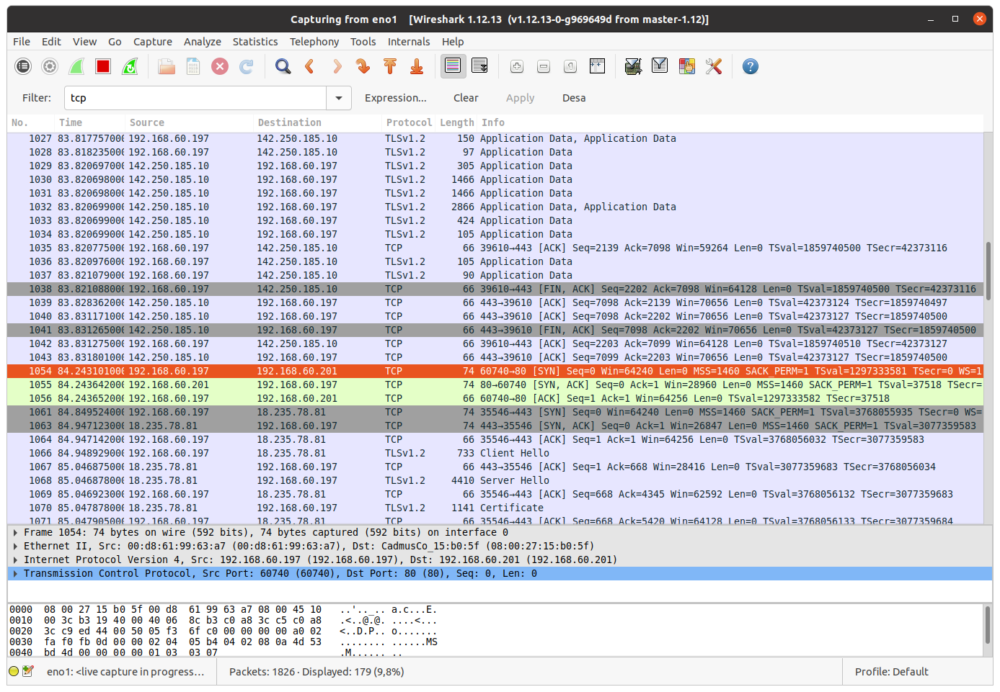 Capturing from eno1 [Wireshark 1.12.13 (v1.12.13-0-g969649d from master-1.12)]
File Edit View Go Capture Analyze Statistics Telephony Tools Internals Help
Filter: tcp Expression... Clear Apply Desa
No. Time Source Destination Protocol Length Info
1027 83.817757000 192.168.60.197 142.250.185.10 TLSv1.2 150 Application Data, Application Data
1028 83.818235000 192.168.60.197 142.250.185.10 TLSv1.2 97 Application Data
1029 83.820697000 142.250.185.10 192.168.60.197 TLSv1.2 305 Application Data
1030 83.820698000 142.250.185.10 192.168.60.197 TLSv1.2 1466 Application Data
1031 83.820698000 142.250.185.10 192.168.60.197 TLSv1.2 1466 Application Data
1032 83.820699000 142.250.185.10 192.168.60.197 TLSv1.2 2866 Application Data, Application Data
1033 83.820699000 142.250.185.10 192.168.60.197 TLSv1.2 424 Application Data
1034 83.820699000 142.250.185.10 192.168.60.197 TLSv1.2 105 Application Data
1035 83.820775000 192.168.60.197 142.250.185.10 TCP 66 39610→443 [ACK] Seq=2139 Ack=7098 Win=59264 Len=0 TSval=1859740500 TSecr=42373116
1036 83.820976000 192.168.60.197 142.250.185.10 TLSv1.2 105 Application Data
1037 83.821079000 192.168.60.197 142.250.185.10 TLSv1.2 90 Application Data
1038 83.821088000 192.168.60.197 142.250.185.10 TCP 66 39610→443 [FIN, ACK] Seq=2202 Ack=7098 Win=64128 Len=0 TSval=1859740500 TSecr=42373116
1039 83.828362000 142.250.185.10 192.168.60.197 TCP 66 443→39610 [ACK] Seq=7098 Ack=2139 Win=70656 Len=0 TSval=42373124 TSecr=1859740497
1040 83.831171000 142.250.185.10 192.168.60.197 TCP 66 443→39610 [ACK] Seq=7098 Ack=2202 Win=70656 Len=0 TSval=42373127 TSecr=1859740500
1041 83.831265000 142.250.185.10 192.168.60.197 TCP 66 443→39610 [FIN, ACK] Seq=7098 Ack=2202 Win=70656 Len=0 TSval=42373127 TSecr=1859740500
1042 83.831275000 192.168.60.197 142.250.185.10 TCP 66 39610→443 [ACK] Seq=2203 Ack=7099 Win=64128 Len=0 TSval=1859740510 TSecr=42373127
1043 83.831801000 142.250.185.10 192.168.60.197 TCP 66 443→39610 [ACK] Seq=7099 Ack=2203 Win=70656 Len=0 TSval=42373127 TSecr=1859740500
1054 84.243101000 192.168.60.197 192.168.60.201 TCP 74 60740→80 [SYN] Seq=0 Win=64240 Len=0 MSS=1460 SACK_PERM=1 TSval=1297333581 TSecr=0 WS=1
1055 84.243642000 192.168.60.201 192.168.60.197 TCP 74 80→60740 [SYN, ACK] Seq=0 Ack=1 Win=28960 Len=0 MSS=1460 SACK_PERM=1 TSval=37518 TSecr=
1056 84.243652000 192.168.60.197 192.168.60.201 TCP 66 60740→80 [ACK] Seq=1 Ack=1 Win=64256 Len=0 TSval=1297333582 TSecr=37518
1061 84.849524000 192.168.60.197 18.235.78.81 TCP 74 35546→443 [SYN] Seq=0 Win=64240 Len=0 MSS=1460 SACK_PERM=1 TSval=3768055935 TSecr=0 WS=
1063 84.947123000 18.235.78.81 192.168.60.197 TCP 74 443→35546 [SYN, ACK] Seq=0 Ack=1 Win=26847 Len=0 MSS=1460 SACK_PERM=1 TSval=3077359583
1064 84.947142000 192.168.60.197 18.235.78.81 TCP 66 35546→443 [ACK] Seq=1 Ack=1 Win=64256 Len=0 TSval=3768056032 TSecr=3077359583
1066 84.948929000 192.168.60.197 18.235.78.81 TLSv1.2 733 Client Hello
1067 85.046875000 18.235.78.81 192.168.60.197 TCP 66 443→35546 [ACK] Seq=1 Ack=668 Win=28416 Len=0 TSval=3077359683 TSecr=3768056034
1068 85.046878000 18.235.78.81 192.168.60.197 TLSv1.2 4410 Server Hello
1069 85.046923000 192.168.60.197 18.235.78.81 TCP 66 35546→443 [ACK] Seq=668 Ack=4345 Win=62592 Len=0 TSval=3768056132 TSecr=3077359683
1070 85.047878000 18.235.78.81 192.168.60.197 TLSv1.2 1141 Certificate
1071 85.047905000 192.168.60.197 18.235.78.81 TCP 66 35546→443 [ACK] Seq=668 Ack=5420 Win=64128 Len=0 TSval=3768056133 TSecr=3077359684
Frame 1054: 74 bytes on wire (592 bits), 74 bytes captured (592 bits) on interface 0
Ethernet II, Src: 00:d8:61:99:63:a7 (00:d8:61:99:63:a7), Dst: CadmusCo_15:b0:5f (08:00:27:15:b0:5f)
Internet Protocol Version 4, Src: 192.168.60.197 (192.168.60.197), Dst: 192.168.60.201 (192.168.60.201)
Transmission Control Protocol, Src Port: 60740 (60740), Dst Port: 80 (80), Seq: 0, Len: 0
0000 08 00 27 15 b0 5f 00 d8 61 99 63 a7 08 00 45 10 ..'.._.. a.c...E.
0010 00 3c b3 19 40 00 40 06 8c b3 c0 a8 3c c5 c0 a8 .<..@.@. ....<...
0020 3c c9 ed 44 00 50 05 f3 6f c0 00 00 00 00 a0 02 <..D.P.. o.......
0030 fa f0 fb 0d 00 00 02 04 05 b4 04 02 08 0a 4d 53 ........ ......MS
0040 bd 4d 00 00 00 00 01 03 03 07 .M...... ..
eno1: <live capture in progress... Packets: 1826 · Displayed: 179 (9,8%) Profile: Default